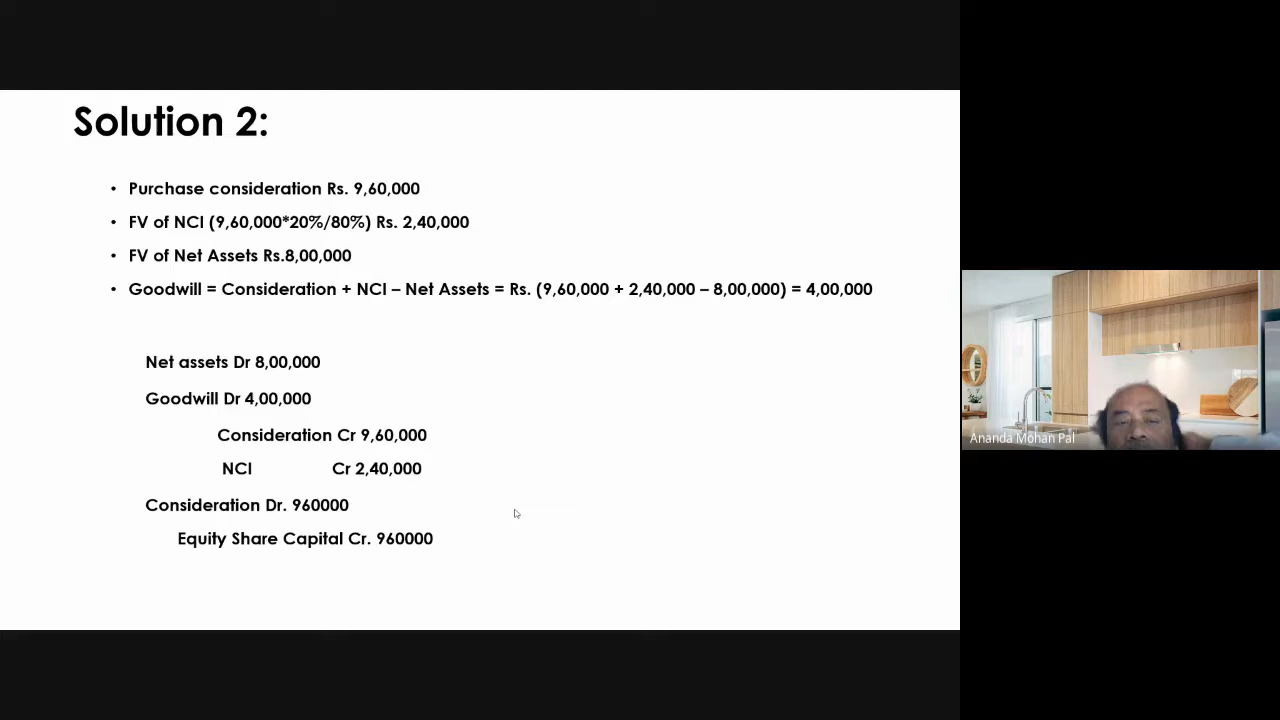 Solution 2:
• Purchase consideration Rs. 9,60,000
• FV of NCI (9,60,000*20%/80%) Rs. 2,40,000
• FV of Net Assets Rs.8,00,000
• Goodwill = Consideration + NCI – Net Assets = Rs. (9,60,000 + 2,40,000 – 8,00,000) = 4,00,000
Net assets Dr 8,00,000
Goodwill Dr 4,00,000
Consideration Cr 9,60,000
NCI Cr 2,40,000
Consideration Dr. 960000
Equity Share Capital Cr. 960000
Ananda Mohan Pal